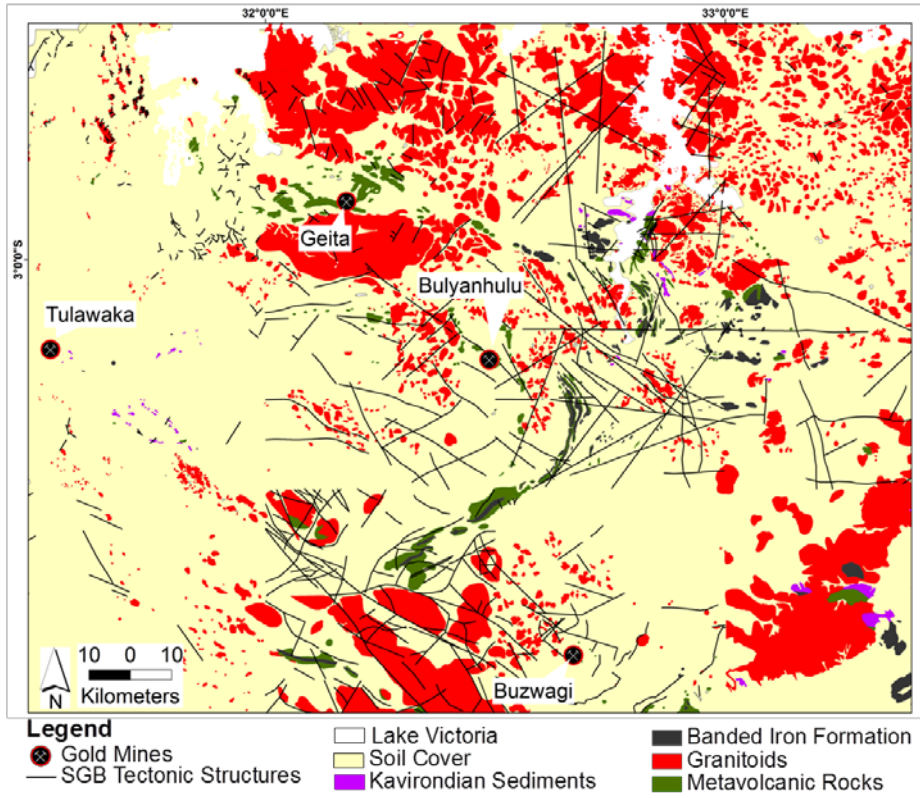 32°0'0"E
33°0'0"E
3°0'0"S
Geita
Bulyanhulu
Tulawaka
Buzwagi
10 0 10
Kilometers
N
Legend
Gold Mines
SGB Tectonic Structures
Lake Victoria
Soil Cover
Kavirondian Sediments
Banded Iron Formation
Granitoids
Metavolcanic Rocks